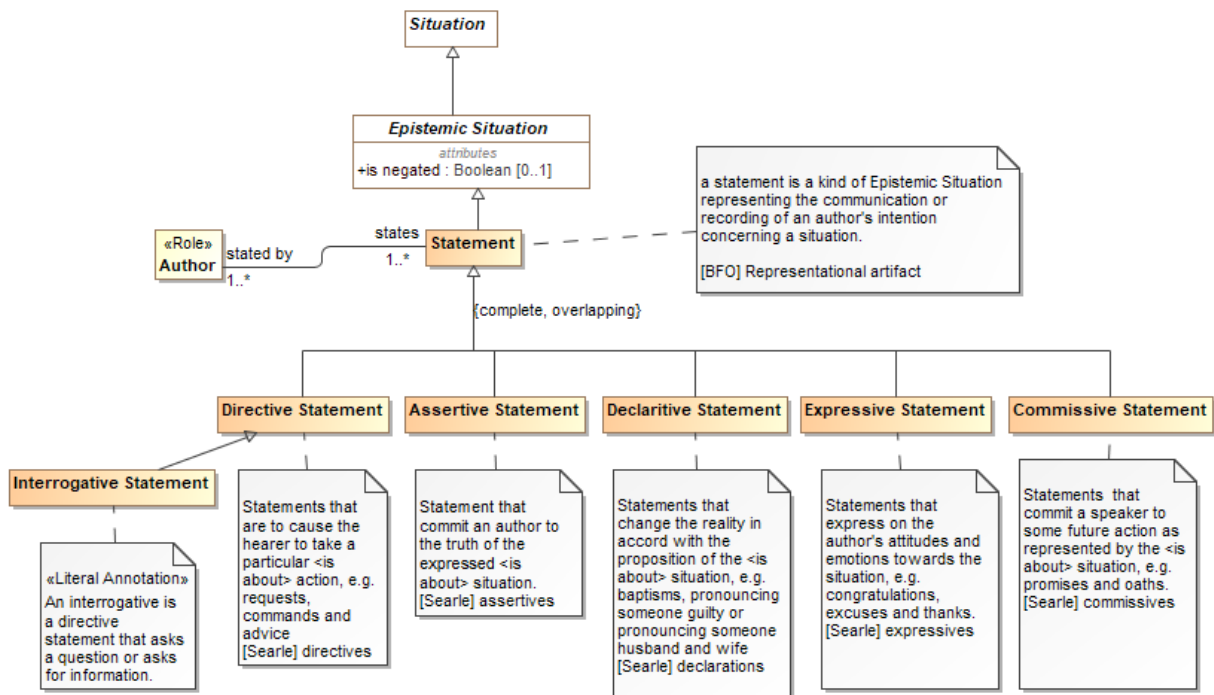 Situation
Epistemic Situation
attributes
+is negated : Boolean [0..1]
a statement is a kind of Epistemic Situation
representing the communication or
recording of an author's intention
concerning a situation.
[BFO] Representational artifact
«Role»
Author
stated by
1..*
states
1..*
Statement
{complete, overlapping}
Directive Statement
Assertive Statement
Declaritive Statement
Expressive Statement
Commissive Statement
Interrogative Statement
«Literal Annotation»
An interrogative is
a directive
statement that asks
a question or asks
for information.
Statements that
are to cause the
hearer to take a
particular <is
about> action, e.g.
requests,
commands and
advice
[Searle] directives
Statement that
commit an author to
the truth of the
expressed <is
about> situation.
[Searle] assertives
Statements that
change the reality in
accord with the
proposition of the <is
about> situation, e.g.
baptisms, pronouncing
someone guilty or
pronouncing someone
husband and wife
[Searle] declarations
Statements that
express on the
author's attitudes and
emotions towards the
situation, e.g.
congratulations,
excuses and thanks.
[Searle] expressives
Statements  that
commit a speaker to
some future action as
represented by the <is
about> situation, e.g.
promises and oaths.
[Searle] commissives